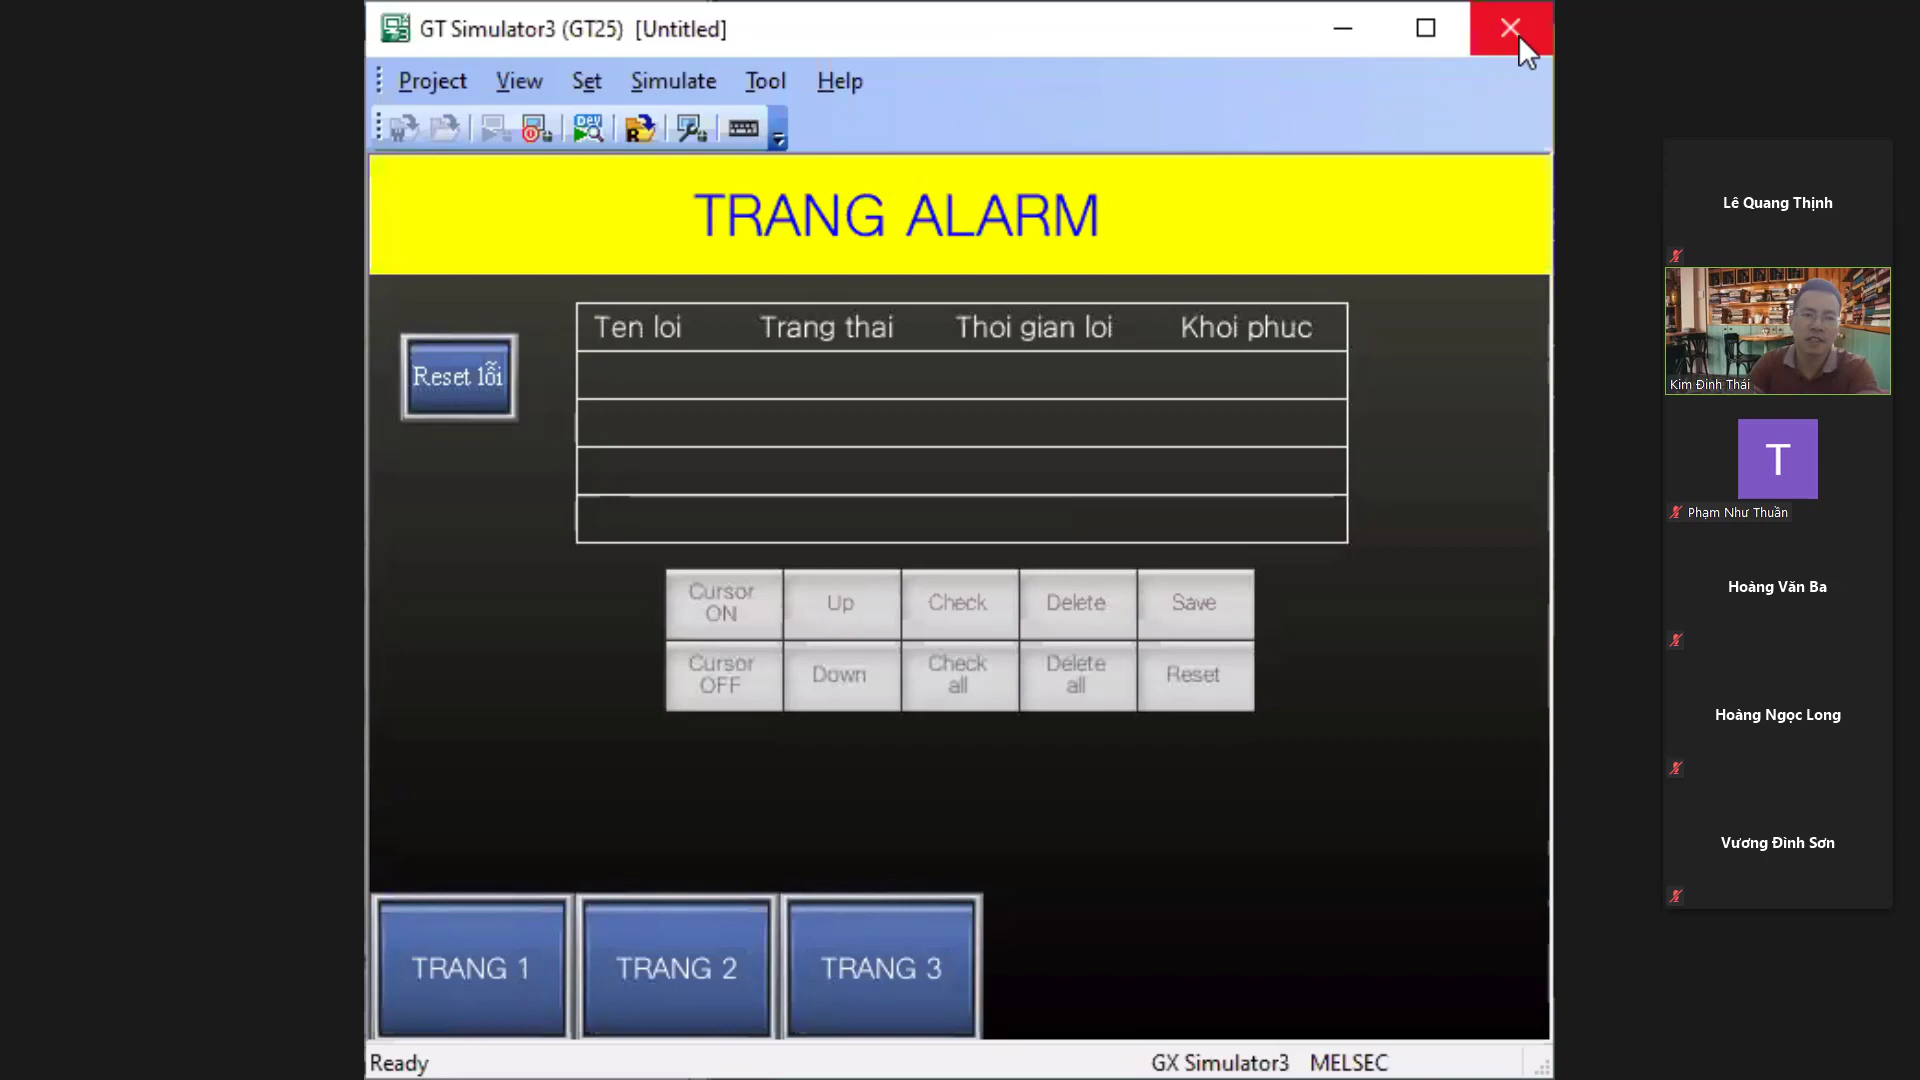 GT Simulator3 (GT25) [Untitled]
Project View Set Simulate Tool Help
TRANG ALARM
Reset lỗi
Ten loi Trang thai Thoi gian loi Khoi phuc
Cursor ON
Up
Check
Delete
Save
Cursor OFF
Down
Check all
Delete all
Reset
TRANG 1
TRANG 2
TRANG 3
Ready
GX Simulator3 MELSEC
Lê Quang Thịnh
Kim Đình Thái
T
Phạm Như Thuần
Hoàng Văn Ba
Hoàng Ngọc Long
Vương Đình Sơn